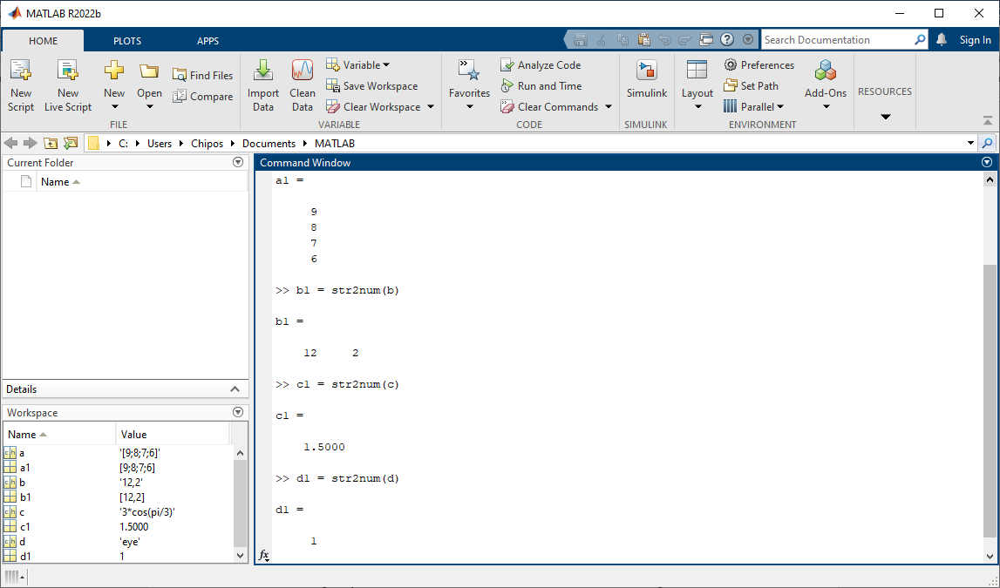 MATLAB R2022b
HOME PLOTS APPS
Search Documentation
Sign In
New Script
New Live Script
New
Open
Find Files
Compare
FILE
Import Data
Clean Data
Variable
Save Workspace
Clear Workspace
VARIABLE
Favorites
Analyze Code
Run and Time
Clear Commands
CODE
Simulink
SIMULINK
Layout
Preferences
Set Path
Parallel
ENVIRONMENT
Add-Ons
RESOURCES
C: Users Chipos Documents MATLAB
Current Folder
Name
Details
Workspace
Name Value
a '[9;8;7;6]'
a1 [9;8;7;6]
b '12,2'
b1 [12,2]
c '3*cos(pi/3)'
c1 1.5000
d 'eye'
d1 1
Command Window
a1 =
9
8
7
6
>> b1 = str2num(b)
b1 =
12 2
>> c1 = str2num(c)
c1 =
1.5000
>> d1 = str2num(d)
d1 =
1
fx